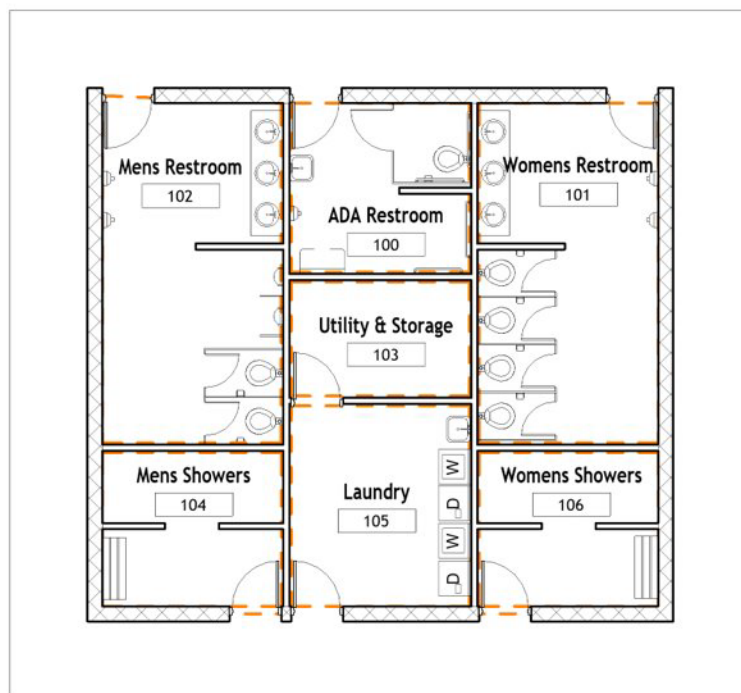 Mens Restroom
102
Womens Restroom
101
ADA Restroom
100
Utility & Storage
103
Mens Showers
104
Laundry
105
Womens Showers
106
W
D
W
D